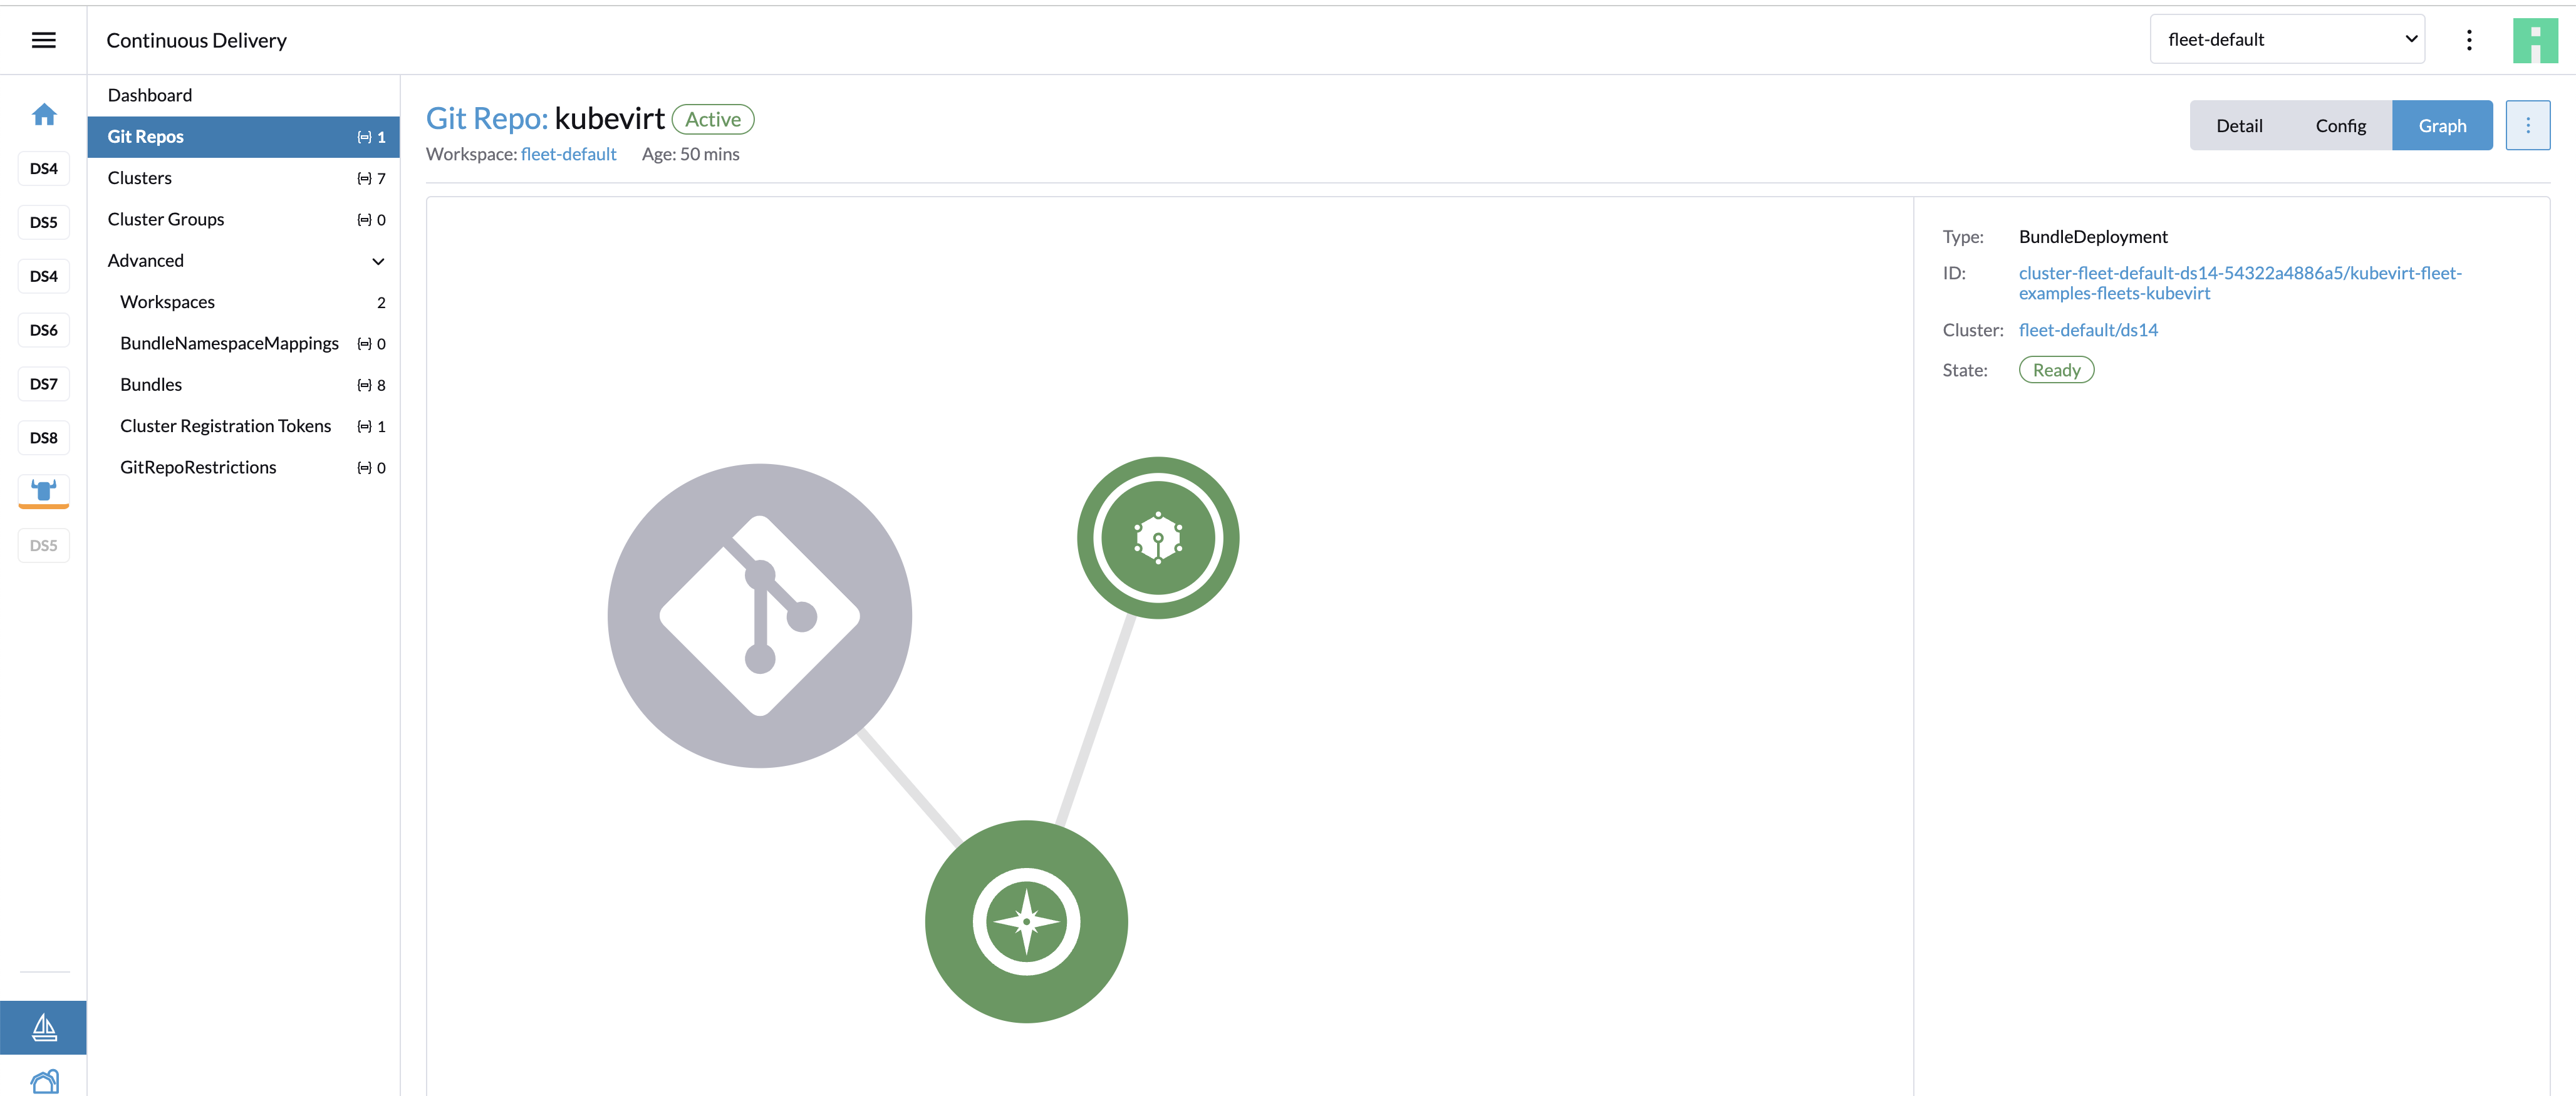 Continuous Delivery
fleet-default
DS4
DS5
DS4
DS6
DS7
DS8
DS5
Dashboard
Git Repos 1
Clusters 7
Cluster Groups 0
Advanced
Workspaces 2
BundleNamespaceMappings 0
Bundles 8
Cluster Registration Tokens 1
GitRepoRestrictions 0
Git Repo: kubevirt Active
Workspace: fleet-default Age: 50 mins
Detail Config Graph
Type: BundleDeployment
ID: cluster-fleet-default-ds14-54322a4886a5/kubevirt-fleet-
examples-fleets-kubevirt
Cluster: fleet-default/ds14
State: Ready